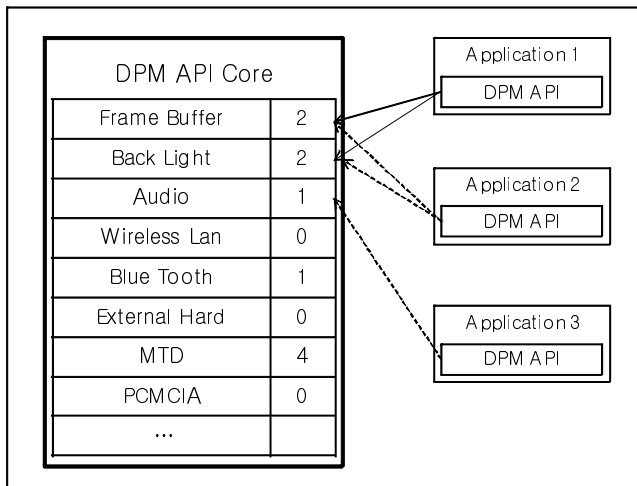 DPM API Core
Frame Buffer 2
Back Light 2
Audio 1
Wireless Lan 0
Blue Tooth 1
External Hard 0
MTD 4
PCMCIA 0
...
Application 1
DPM API
Application 2
DPM API
Application 3
DPM API